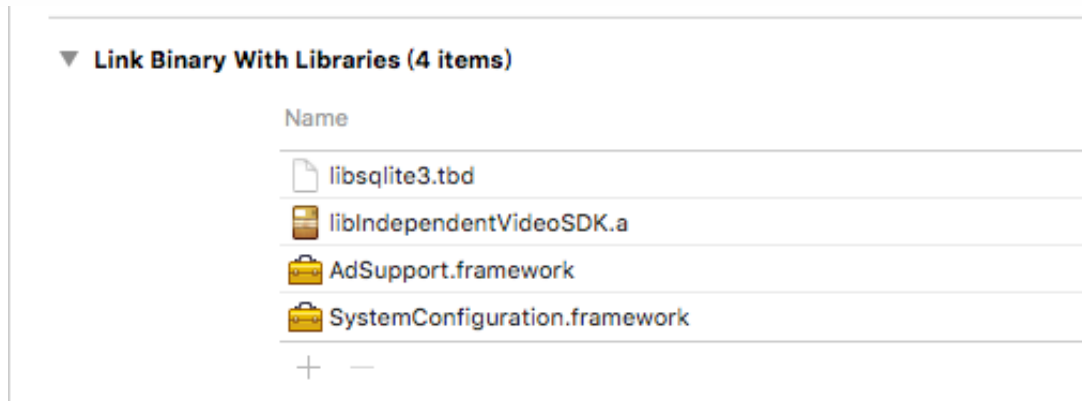 Link Binary With Libraries (4 items)
Name
libsqlite3.tbd
libIndependentVideoSDK.a
AdSupport.framework
SystemConfiguration.framework